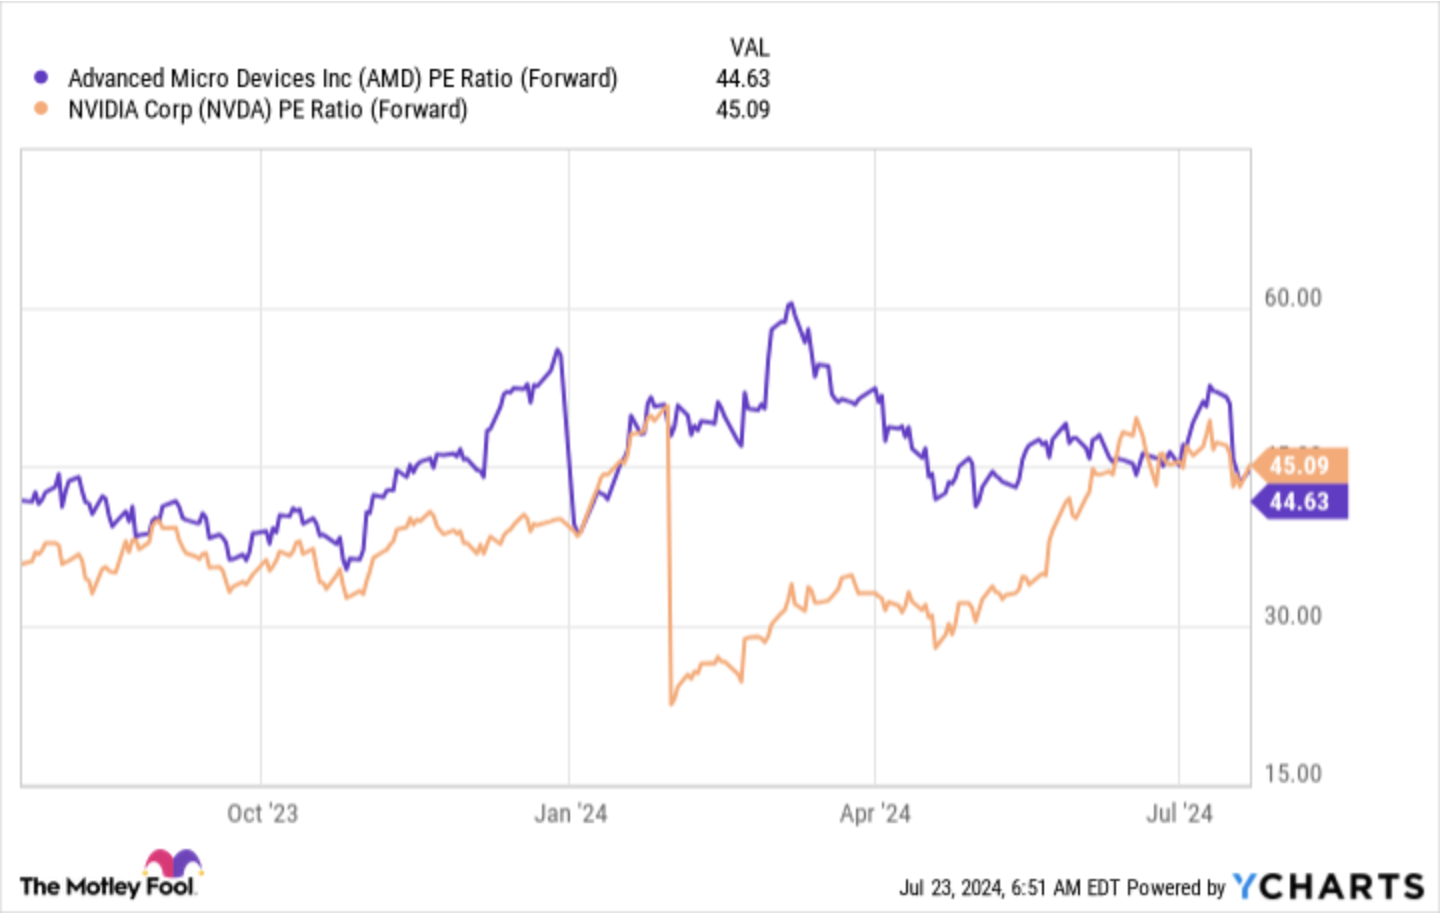 VAL
Advanced Micro Devices Inc (AMD) PE Ratio (Forward) 44.63
NVIDIA Corp (NVDA) PE Ratio (Forward) 45.09
60.00
45.09
44.63
30.00
15.00
Oct '23 Jan '24 Apr '24 Jul '24
The Motley Fool.
Jul 23, 2024, 6:51 AM EDT Powered by YCHARTS